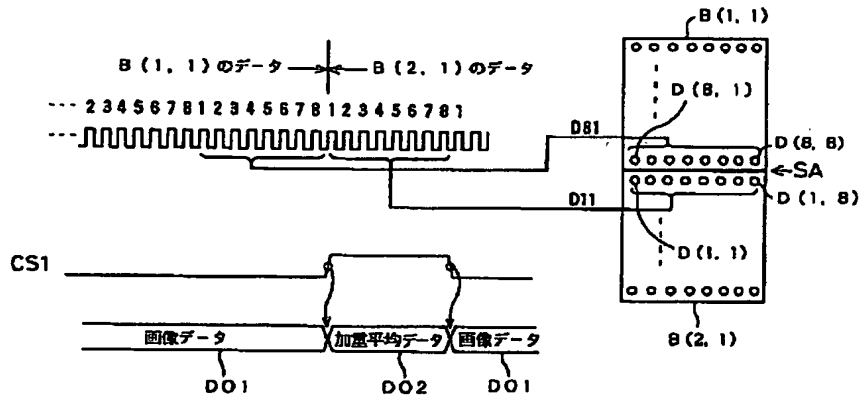 B(1,1)
B(1,1)のデータ B(2,1)のデータ
D(8,1)
--- 2 3 4 5 6 7 8 1 2 3 4 5 6 7 8 1 2 3 4 5 6 7 8 1
---
D81
D(8,8)
←SA
D11
D(1,8)
D(1,1)
CS1
画像データ 加重平均データ 画像データ
B(2,1)
DO1 DO2 DO1